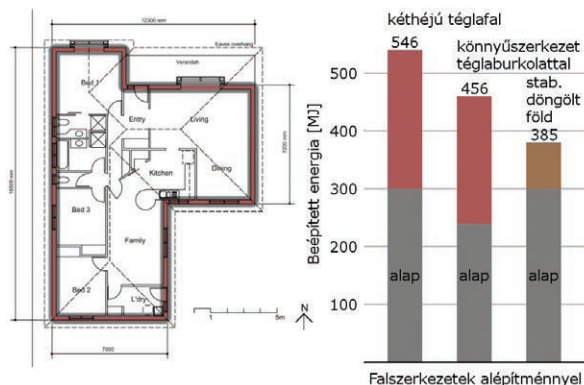 12300 mm
Eaves overhang
Verandah
Bed 1
Entry
Living
Kitchen
Dining
Bed 3
Family
Bed 2
L'dry
7200 mm
7000
1
5m
N
kéthéjú téglafal
546
könnyűszerkezet
téglaburkolattal
456
stab.
döngölt
föld
385
Beépített energia [MJ]
500
400
300
200
100
alap
alap
alap
Falszerkezetek alépítménnyel